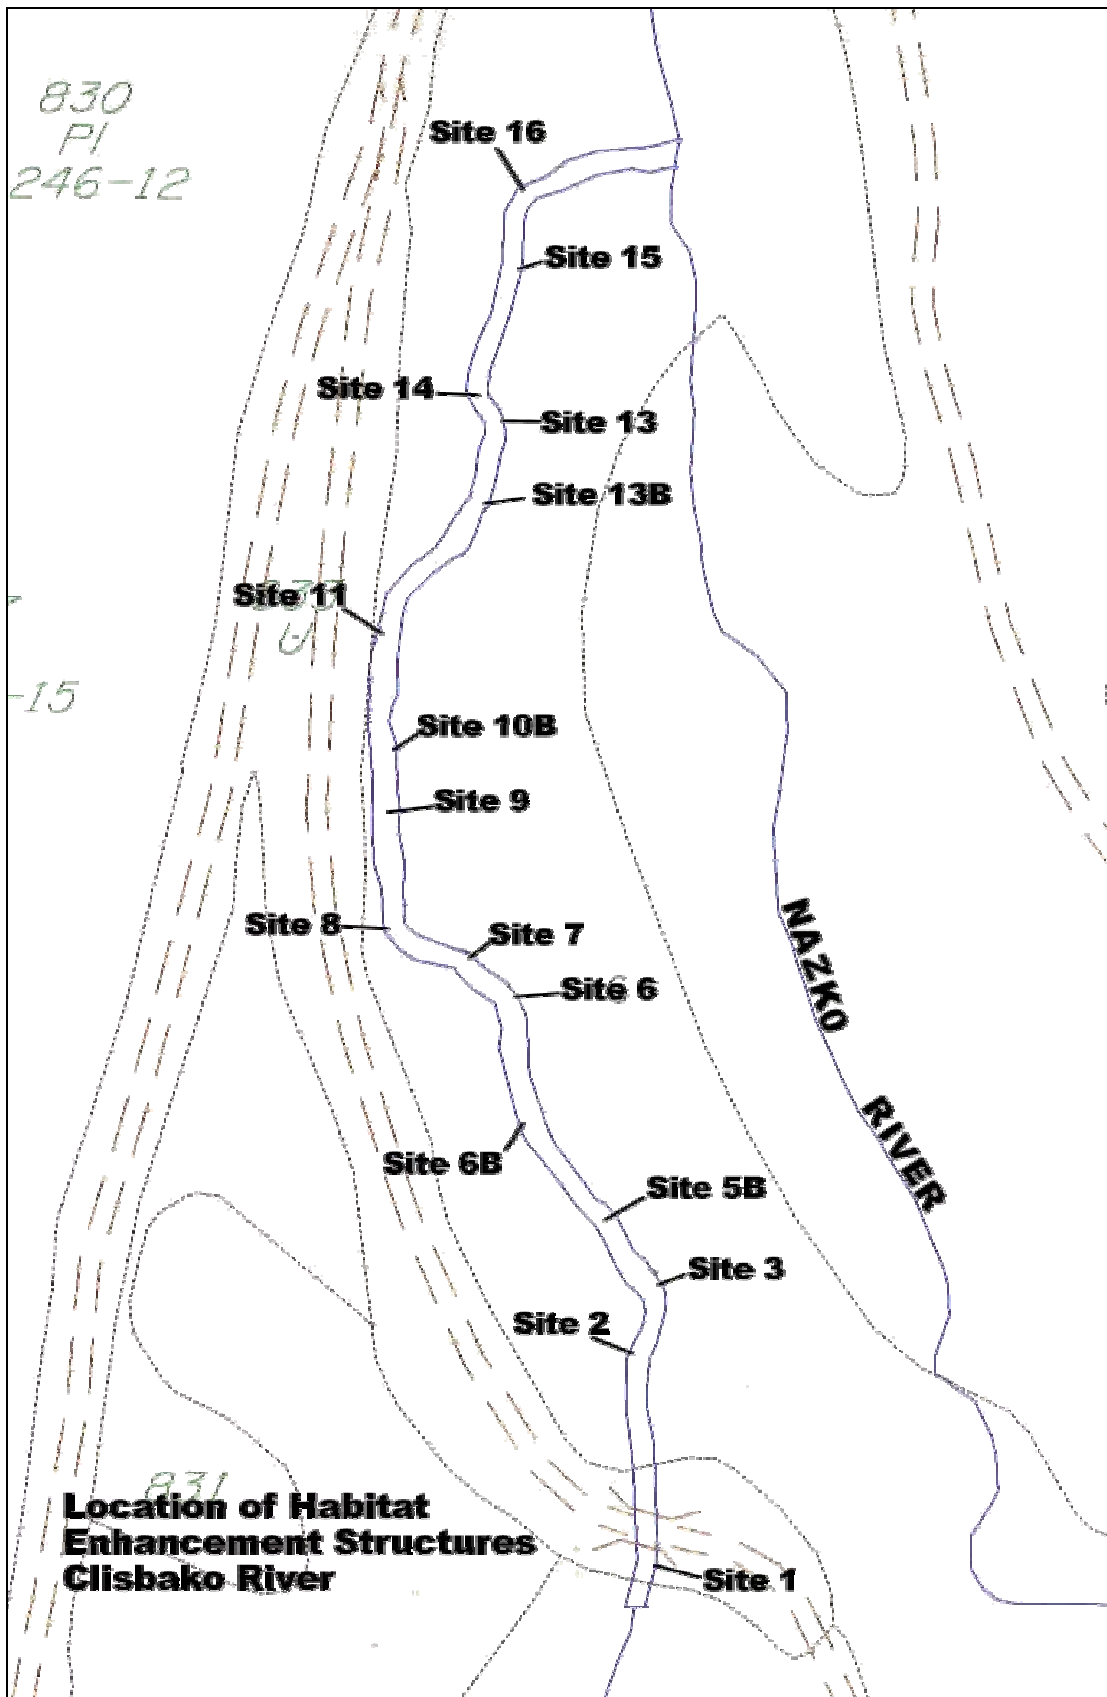 830
Pl
246-12
Site 16
Site 15
Site 14
Site 13
Site 13B
Site 11
U
-15
Site 10B
Site 9
Site 8
Site 7
Site 6
NAZKO
RIVER
Site 6B
Site 5B
Site 3
Site 2
831
Location of Habitat
Enhancement Structures
Clisbako River
Site 1